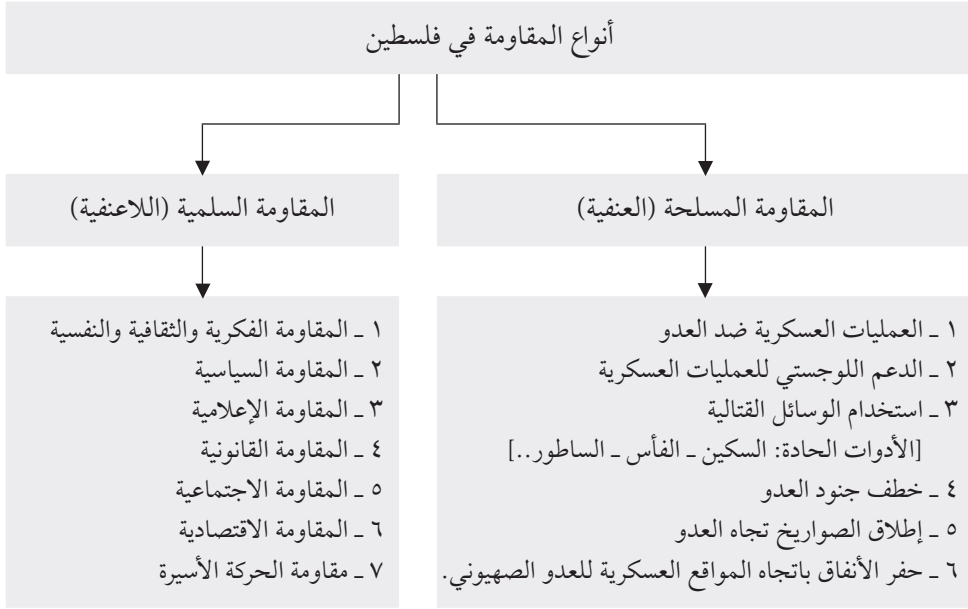 أنواع المقاومة في فلسطين
المقاومة المسلحة (العنفية)
١ ـ العمليات العسكرية ضد العدو
٢ ـ الدعم اللوجستي للعمليات العسكرية
٣ ـ استخدام الوسائل القتالية
[الأدوات الحادة: السكين ـ الفأس ـ الساطور..]
٤ ـ خطف جنود العدو
٥ ـ إطلاق الصواريخ تجاه العدو
٦ ـ حفر الأنفاق باتجاه المواقع العسكرية للعدو الصهيوني.
المقاومة السلمية (اللاعنفية)
١ ـ المقاومة الفكرية والثقافية والنفسية
٢ ـ المقاومة السياسية
٣ ـ المقاومة الإعلامية
٤ ـ المقاومة القانونية
٥ ـ المقاومة الاجتماعية
٦ ـ المقاومة الاقتصادية
٧ ـ مقاومة الحركة الأسيرة